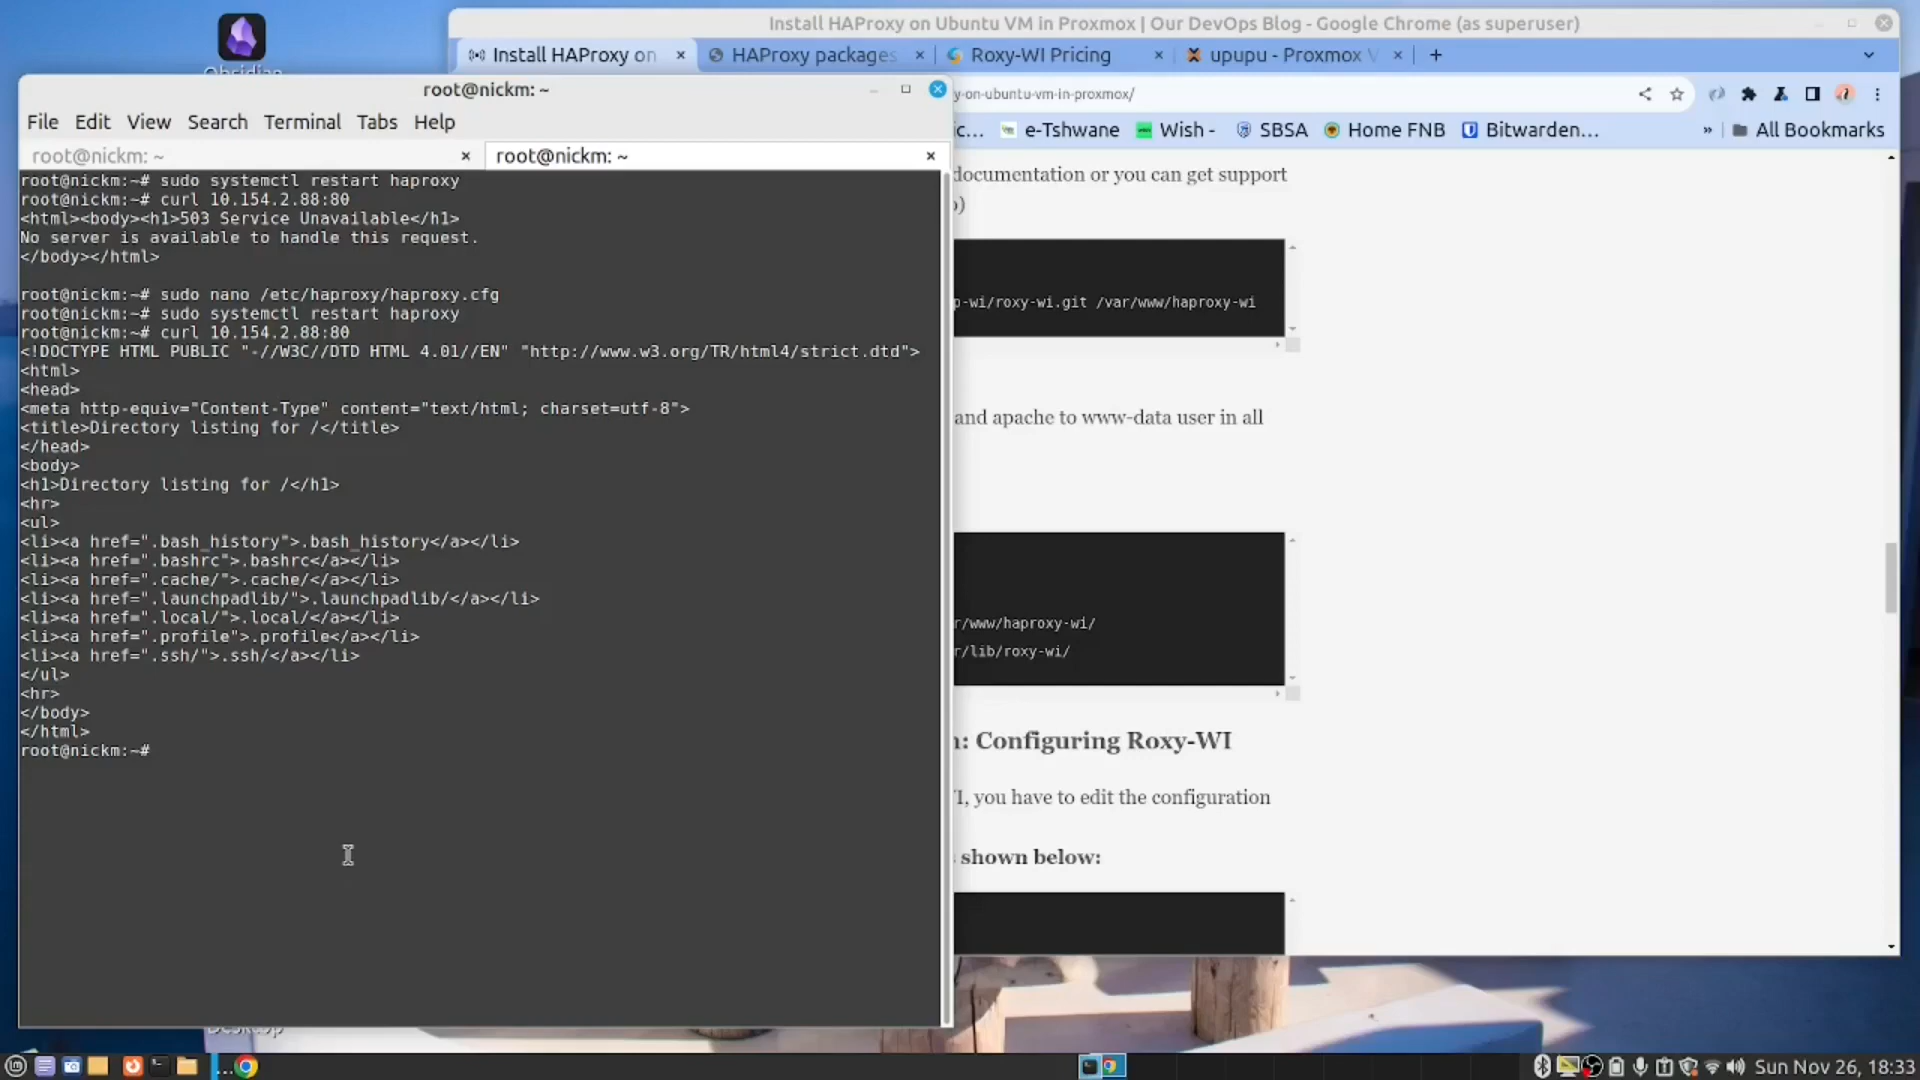 Obsidian
Install HAProxy on Ubuntu VM in Proxmox | Our DevOps Blog - Google Chrome (as superuser)
Install HAProxy on
HAProxy packages
Roxy-WI Pricing
upupu - Proxmox V
y-on-ubuntu-vm-in-proxmox/
ic...
e-Tshwane
Wish -
SBSA
Home FNB
Bitwarden...
»
All Bookmarks
root@nickm: ~
File Edit View Search Terminal Tabs Help
root@nickm: ~
root@nickm: ~
root@nickm:~# sudo systemctl restart haproxy
root@nickm:~# curl 10.154.2.88:80
<html><body><h1>503 Service Unavailable</h1>
No server is available to handle this request.
</body></html>
root@nickm:~# sudo nano /etc/haproxy/haproxy.cfg
root@nickm:~# sudo systemctl restart haproxy
root@nickm:~# curl 10.154.2.88:80
<!DOCTYPE HTML PUBLIC "-//W3C//DTD HTML 4.01//EN" "http://www.w3.org/TR/html4/strict.dtd">
<html>
<head>
<meta http-equiv="Content-Type" content="text/html; charset=utf-8">
<title>Directory listing for /</title>
</head>
<body>
<h1>Directory listing for /</h1>
<hr>
<ul>
<li><a href=".bash_history">.bash_history</a></li>
<li><a href=".bashrc">.bashrc</a></li>
<li><a href=".cache/">.cache/</a></li>
<li><a href=".launchpadlib/">.launchpadlib/</a></li>
<li><a href=".local/">.local/</a></li>
<li><a href=".profile">.profile</a></li>
<li><a href=".ssh/">.ssh/</a></li>
</ul>
<hr>
</body>
</html>
root@nickm:~#
documentation or you can get support
)
p-wi/roxy-wi.git /var/www/haproxy-wi
and apache to www-data user in all
r/www/haproxy-wi/
r/lib/roxy-wi/
: Configuring Roxy-WI
I, you have to edit the configuration
shown below:
Desktop
...
Sun Nov 26, 18:33